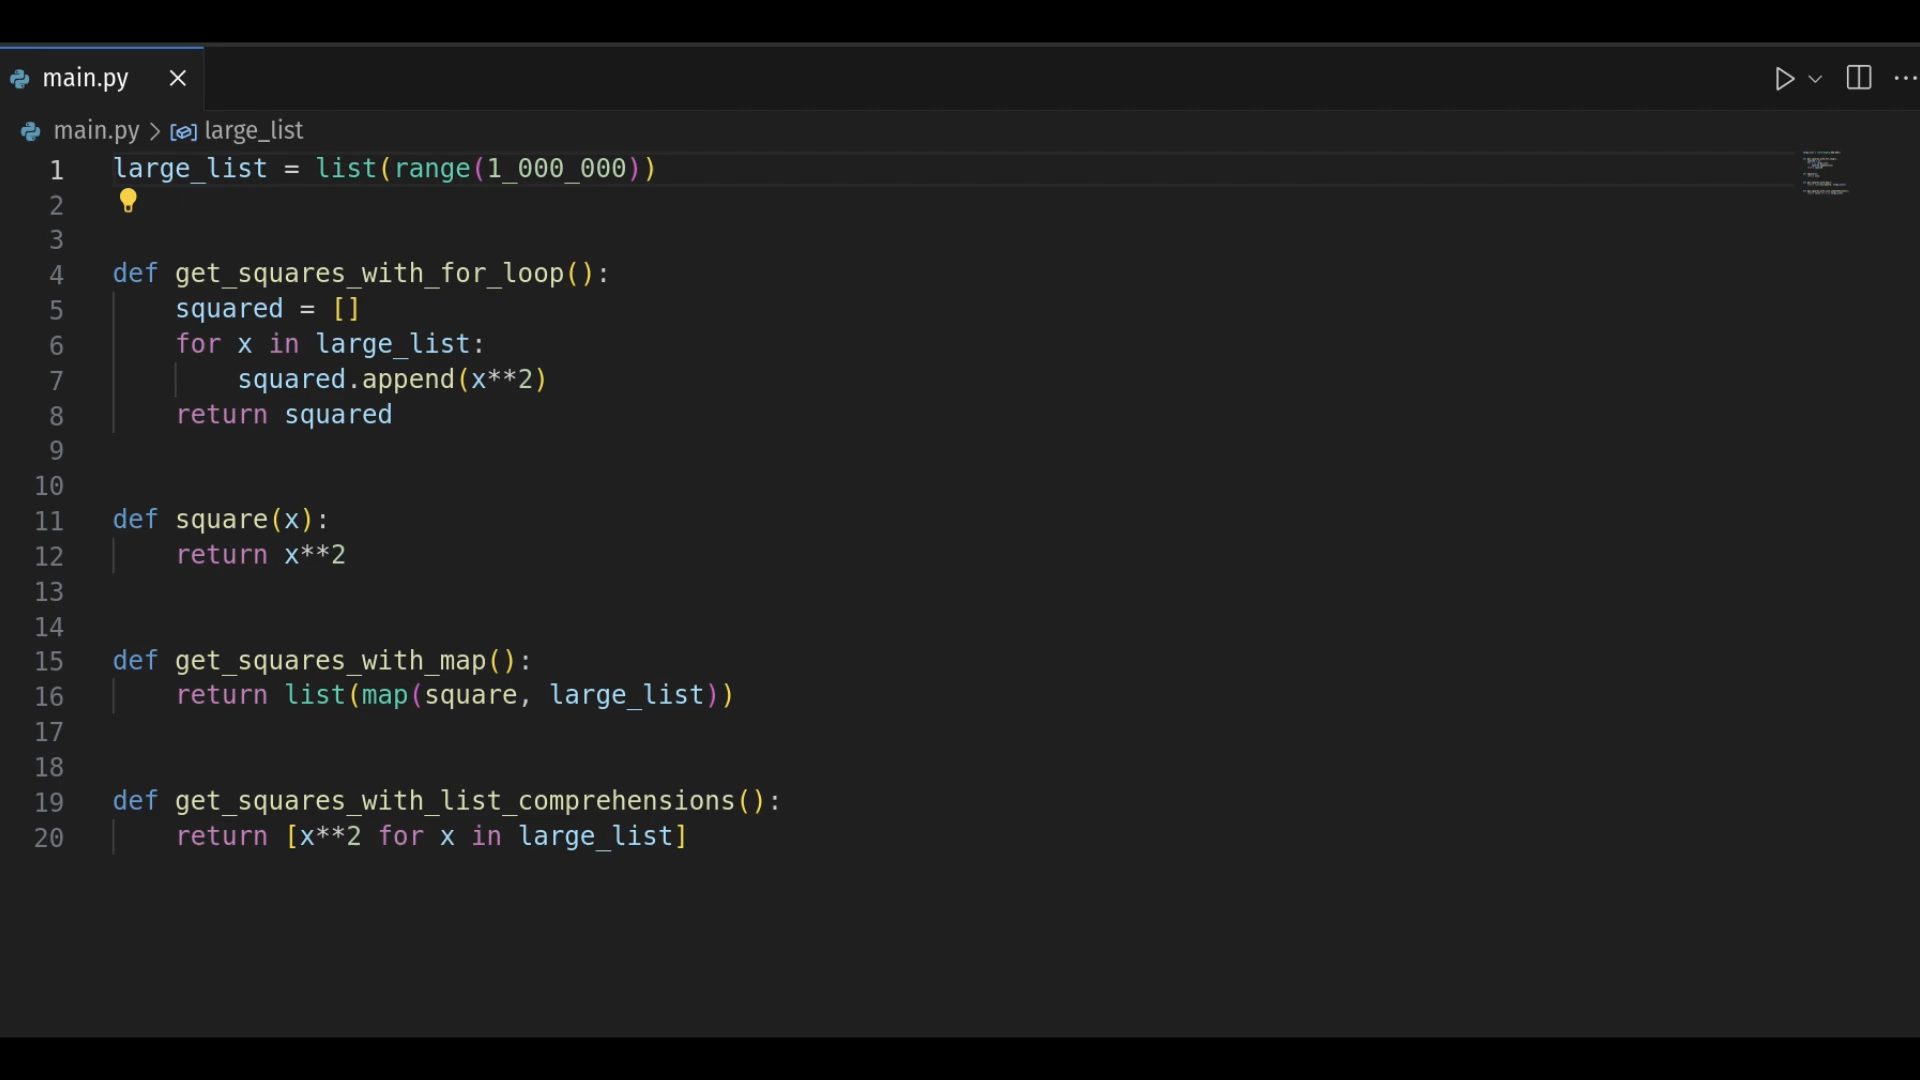 main.py
main.py > large_list
1 large_list = list(range(1_000_000))
2
3
4 def get_squares_with_for_loop():
5     squared = []
6     for x in large_list:
7         squared.append(x**2)
8     return squared
9
10
11 def square(x):
12     return x**2
13
14
15 def get_squares_with_map():
16     return list(map(square, large_list))
17
18
19 def get_squares_with_list_comprehensions():
20     return [x**2 for x in large_list]